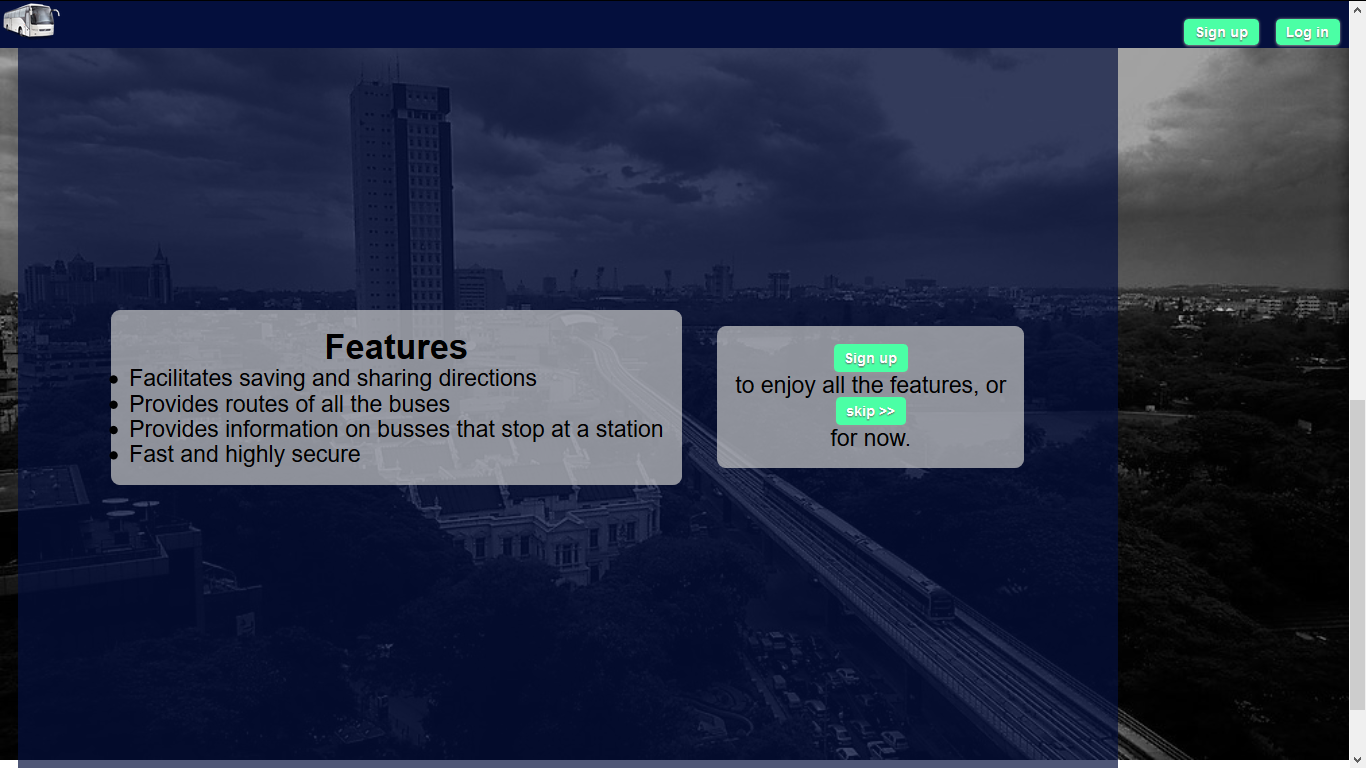 Sign up
Log in
Features
Facilitates saving and sharing directions
Provides routes of all the buses
Provides information on busses that stop at a station
Fast and highly secure
Sign up
to enjoy all the features, or
skip >>
for now.